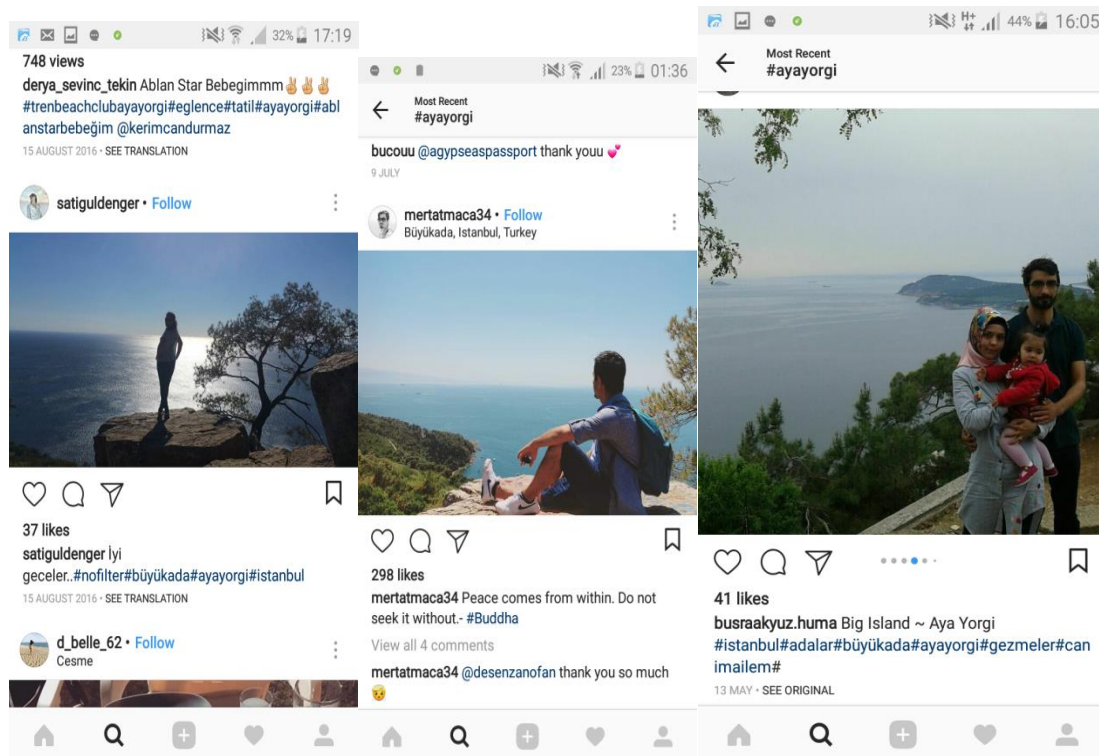 32% 17:19
748 views
derya_sevinc_tekin Ablan Star Bebegimmm✌✌✌
#trenbeachclubayayorgi#eglence#tatil#ayayorgi#abl
anstarbebeğim @kerimcandurmaz
15 AUGUST 2016 • SEE TRANSLATION
satiguldenger • Follow
37 likes
satiguldenger İyi
geceler..#nofilter#büyükada#ayayorgi#istanbul
15 AUGUST 2016 • SEE TRANSLATION
d_belle_62 • Follow
Cesme
23% 01:36
Most Recent
#ayayorgi
bucouu @agypseaspassport thank youu 💕
9 JULY
mertatmaca34 • Follow
Büyükada, Istanbul, Turkey
298 likes
mertatmaca34 Peace comes from within. Do not
seek it without.- #Buddha
View all 4 comments
mertatmaca34 @desenzanofan thank you so much
H+ 44% 16:05
Most Recent
#ayayorgi
41 likes
busraakyuz.huma Big Island ~ Aya Yorgi
#istanbul#adalar#büyükada#ayayorgi#gezmeler#can
imailem#
13 MAY • SEE ORIGINAL